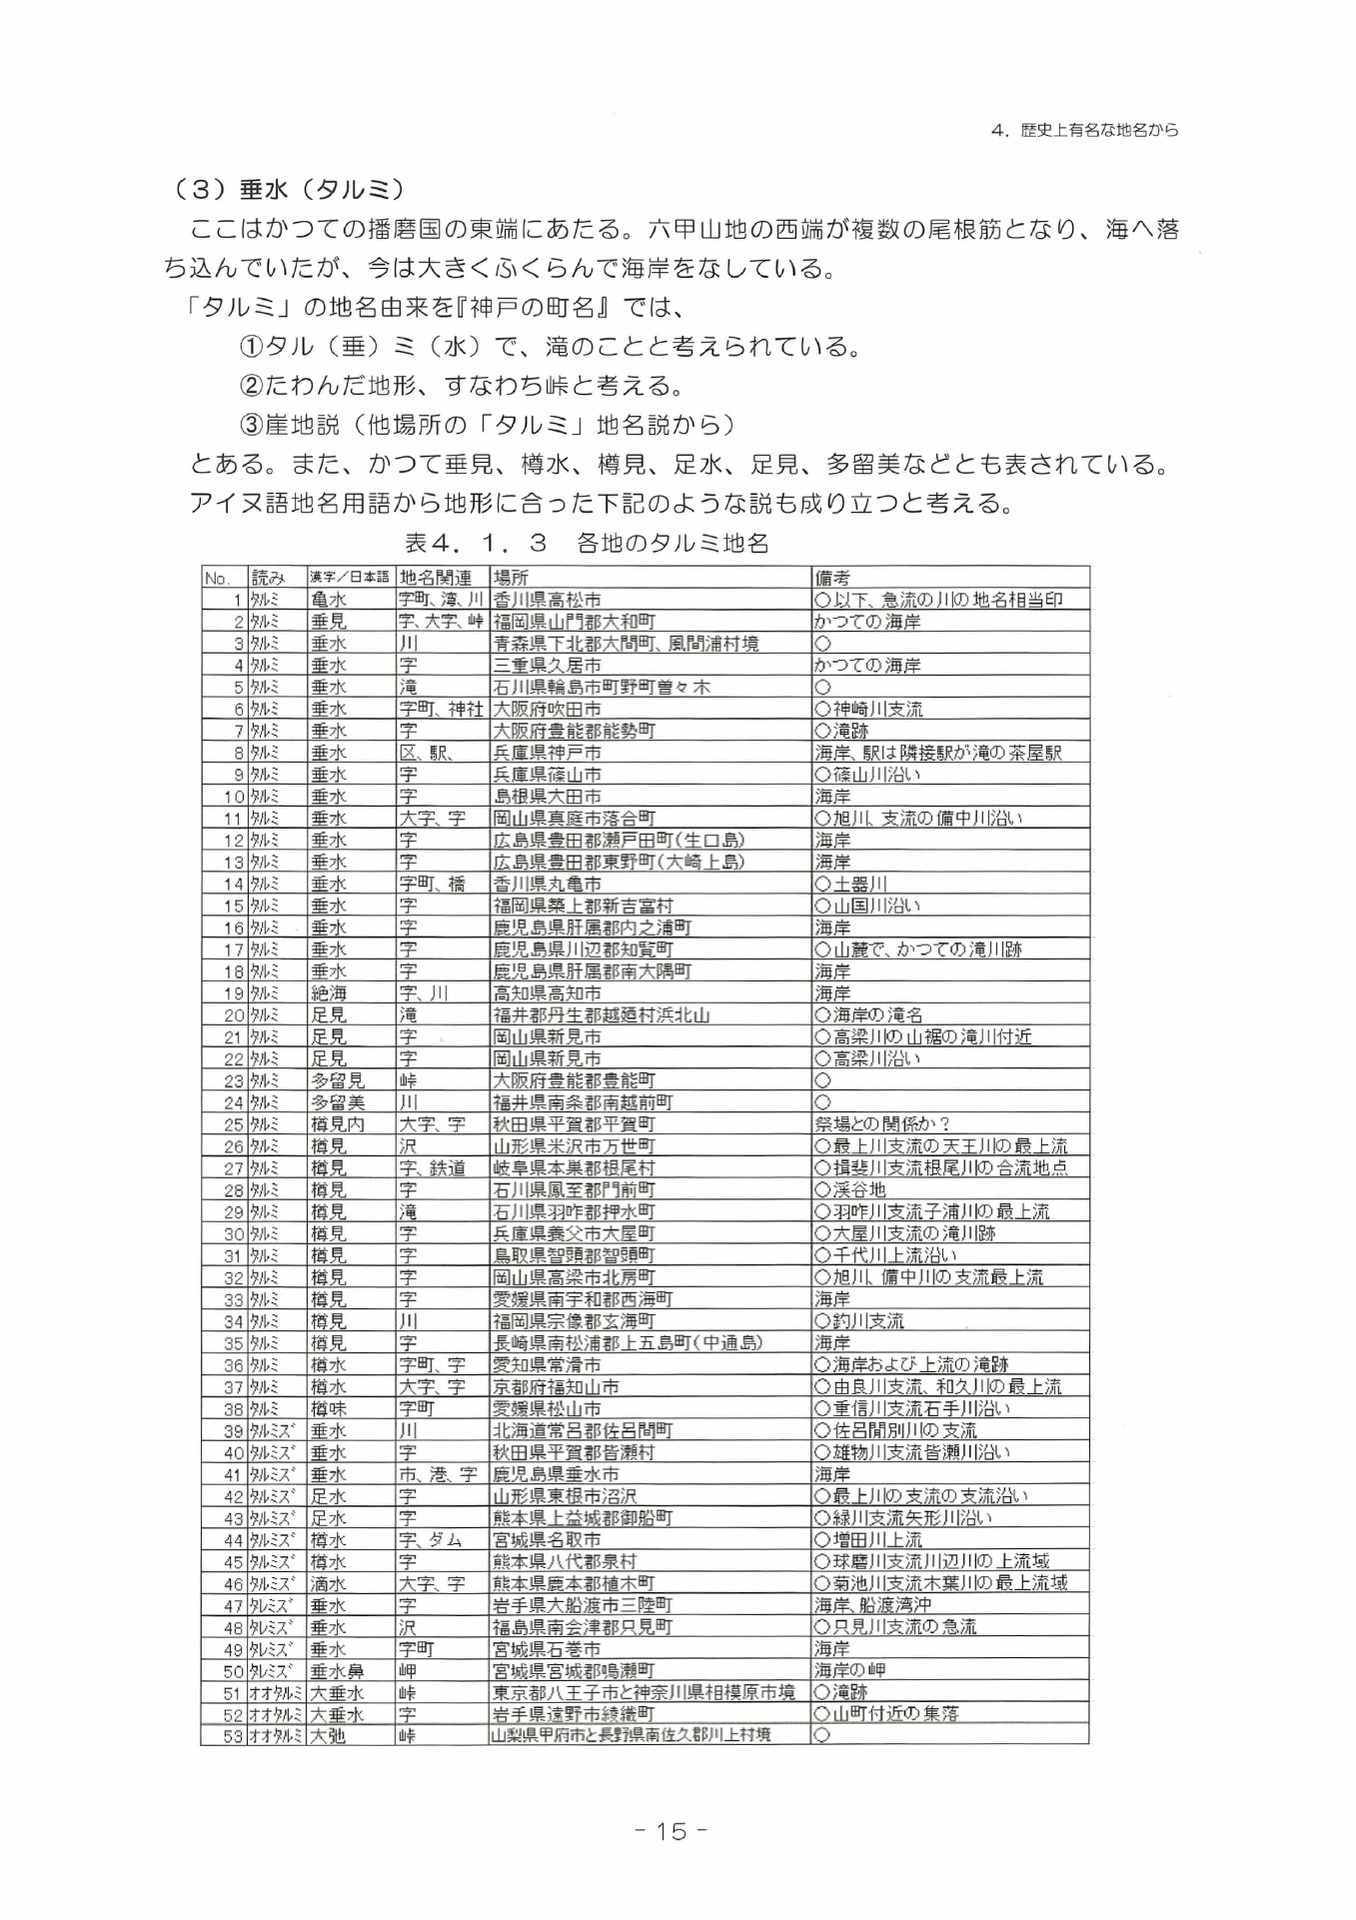 4．歴史上有名な地名から
（３）垂水（タルミ）
ここはかつての播磨国の東端にあたる。六甲山地の西端が複数の尾根筋となり、海へ落
ち込んでいたが、今は大きくふくらんで海岸をなしている。
「タルミ」の地名由来を『神戸の町名』では、
①タル（垂）ミ（水）で、滝のことと考えられている。
②たわんだ地形、すなわち峠と考える。
③崖地説（他場所の「タルミ」地名説から）
とある。また、かつて垂見、樽水、樽見、足水、足見、多留美などとも表されている。
アイヌ語地名用語から地形に合った下記のような説も成り立つと考える。
表４．１．３　各地のタルミ地名
No. 読み 漢字／日本語 地名関連 場所 備考
1 ﾀﾙﾐ 亀水 字町、湾、川 香川県高松市 ○以下、急流の川の地名相当印
2 ﾀﾙﾐ 垂見 字、大字、峠 福岡県山門郡大和町 かつての海岸
3 ﾀﾙﾐ 垂水 川 青森県下北郡大間町、風間浦村境 ○
4 ﾀﾙﾐ 垂水 字 三重県久居市 かつての海岸
5 ﾀﾙﾐ 垂水 滝 石川県輪島市町野町曽々木 ○
6 ﾀﾙﾐ 垂水 字町、神社 大阪府吹田市 ○神崎川支流
7 ﾀﾙﾐ 垂水 字 大阪府豊能郡能勢町 ○滝跡
8 ﾀﾙﾐ 垂水 区、駅、 兵庫県神戸市 海岸、駅は隣接駅が滝の茶屋駅
9 ﾀﾙﾐ 垂水 字 兵庫県篠山市 ○篠山川沿い
10 ﾀﾙﾐ 垂水 字 島根県大田市 海岸
11 ﾀﾙﾐ 垂水 大字、字 岡山県真庭市落合町 ○旭川、支流の備中川沿い
12 ﾀﾙﾐ 垂水 字 広島県豊田郡瀬戸田町(生口島) 海岸
13 ﾀﾙﾐ 垂水 字 広島県豊田郡東野町(大崎上島) 海岸
14 ﾀﾙﾐ 垂水 字町、橋 香川県丸亀市 ○土器川
15 ﾀﾙﾐ 垂水 字 福岡県築上郡新吉富村 ○山国川沿い
16 ﾀﾙﾐ 垂水 字 鹿児島県肝属郡内之浦町 海岸
17 ﾀﾙﾐ 垂水 字 鹿児島県川辺郡知覧町 ○山麓で、かつての滝川跡
18 ﾀﾙﾐ 垂水 字 鹿児島県肝属郡南大隅町 海岸
19 ﾀﾙﾐ 絶海 字、川 高知県高知市 海岸
20 ﾀﾙﾐ 足見 滝 福井郡丹生郡越廼村浜北山 ○海岸の滝名
21 ﾀﾙﾐ 足見 字 岡山県新見市 ○高梁川の山裾の滝川付近
22 ﾀﾙﾐ 足見 字 岡山県新見市 ○高梁川沿い
23 ﾀﾙﾐ 多留見 峠 大阪府豊能郡豊能町 ○
24 ﾀﾙﾐ 多留美 川 福井県南条郡南越前町 ○
25 ﾀﾙﾐ 樽見内 大字、字 秋田県平賀郡平賀町 祭場との関係か？
26 ﾀﾙﾐ 樽見 沢 山形県米沢市万世町 ○最上川支流の天王川の最上流
27 ﾀﾙﾐ 樽見 字、鉄道 岐阜県本巣郡根尾村 ○揖斐川支流根尾川の合流地点
28 ﾀﾙﾐ 樽見 字 石川県鳳至郡門前町 ○渓谷地
29 ﾀﾙﾐ 樽見 滝 石川県羽咋郡押水町 ○羽咋川支流子浦川の最上流
30 ﾀﾙﾐ 樽見 字 兵庫県養父市大屋町 ○大屋川支流の滝川跡
31 ﾀﾙﾐ 樽見 字 鳥取県智頭郡智頭町 ○千代川上流沿い
32 ﾀﾙﾐ 樽見 字 岡山県高梁市北房町 ○旭川、備中川の支流最上流
33 ﾀﾙﾐ 樽見 字 愛媛県南宇和郡西海町 海岸
34 ﾀﾙﾐ 樽見 川 福岡県宗像郡玄海町 ○釣川支流
35 ﾀﾙﾐ 樽見 字 長崎県南松浦郡上五島町(中通島) 海岸
36 ﾀﾙﾐ 樽水 字町、字 愛知県常滑市 ○海岸および上流の滝跡
37 ﾀﾙﾐ 樽水 大字、字 京都府福知山市 ○由良川支流、和久川の最上流
38 ﾀﾙﾐ 樽味 字町 愛媛県松山市 ○重信川支流石手川沿い
39 ﾀﾙﾐｽﾞ 垂水 川 北海道常呂郡佐呂間町 ○佐呂間別川の支流
40 ﾀﾙﾐｽﾞ 垂水 字 秋田県平賀郡皆瀬村 ○雄物川支流皆瀬川沿い
41 ﾀﾙﾐｽﾞ 垂水 市、港、字 鹿児島県垂水市 海岸
42 ﾀﾙﾐｽﾞ 足水 字 山形県東根市沼沢 ○最上川の支流の支流沿い
43 ﾀﾙﾐｽﾞ 足水 字 熊本県上益城郡御船町 ○緑川支流矢形川沿い
44 ﾀﾙﾐｽﾞ 樽水 字、ダム 宮城県名取市 ○増田川上流
45 ﾀﾙﾐｽﾞ 樽水 字 熊本県八代郡泉村 ○球磨川支流川辺川の上流域
46 ﾀﾙﾐｽﾞ 滴水 大字、字 熊本県鹿本郡植木町 ○菊池川支流木葉川の最上流域
47 ﾀﾚﾐｽﾞ 垂水 字 岩手県大船渡市三陸町 海岸、船渡湾沖
48 ﾀﾚﾐｽﾞ 垂水 沢 福島県南会津郡只見町 ○只見川支流の急流
49 ﾀﾚﾐｽﾞ 垂水 字町 宮城県石巻市 海岸
50 ﾀﾚﾐｽﾞ 垂水鼻 岬 宮城県宮城郡鳴瀬町 海岸の岬
51 ｵｵﾀﾙﾐ 大垂水 峠 東京都八王子市と神奈川県相模原市境 ○滝跡
52 ｵｵﾀﾙﾐ 大垂水 字 岩手県遠野市綾織町 ○山町付近の集落
53 ｵｵﾀﾙﾐ 大弛 峠 山梨県甲府市と長野県南佐久郡川上村境 ○
- 15 -